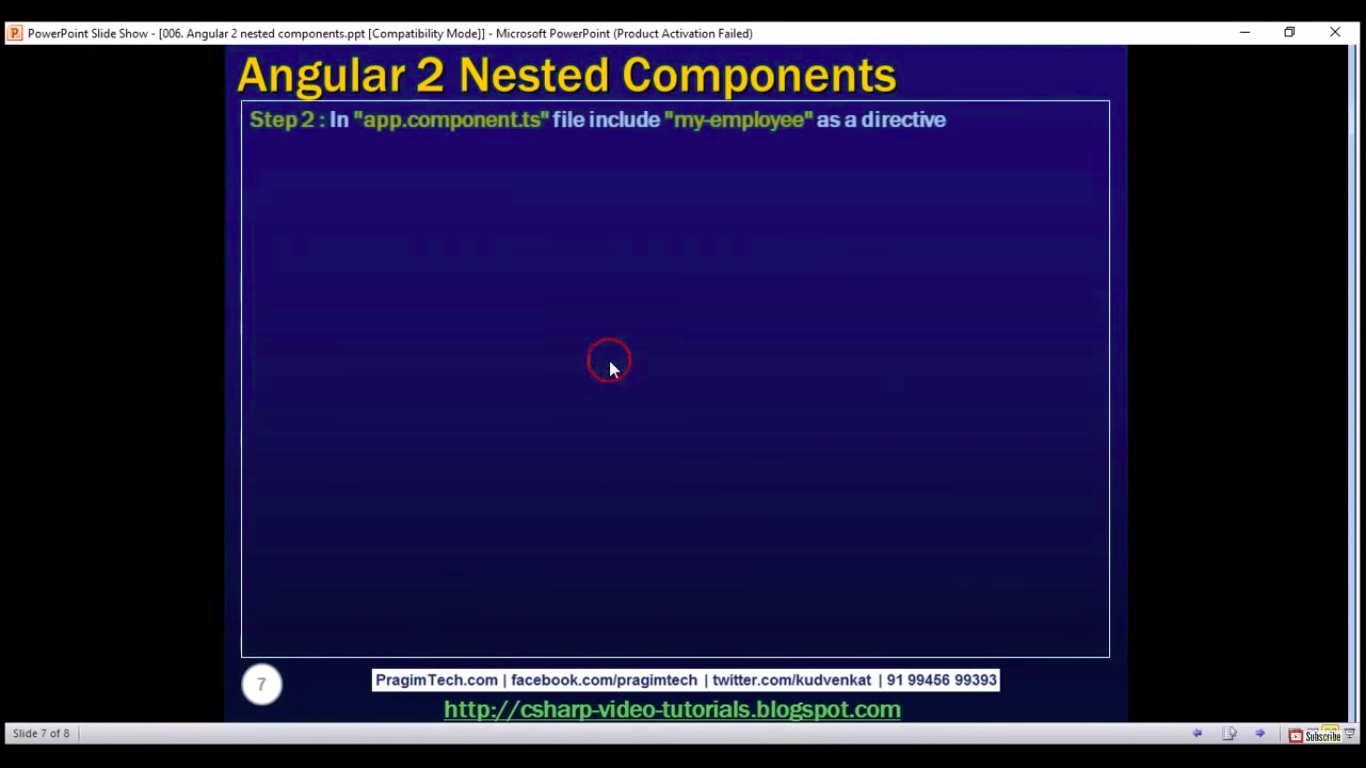 PowerPoint Slide Show - [006. Angular 2 nested components.ppt [Compatibility Mode]] - Microsoft PowerPoint (Product Activation Failed)
Angular 2 Nested Components
Step 2 : In "app.component.ts" file include "my-employee" as a directive
7
PragimTech.com | facebook.com/pragimtech | twitter.com/kudvenkat | 91 99456 99393
http://csharp-video-tutorials.blogspot.com
Slide 7 of 8
Subscribe